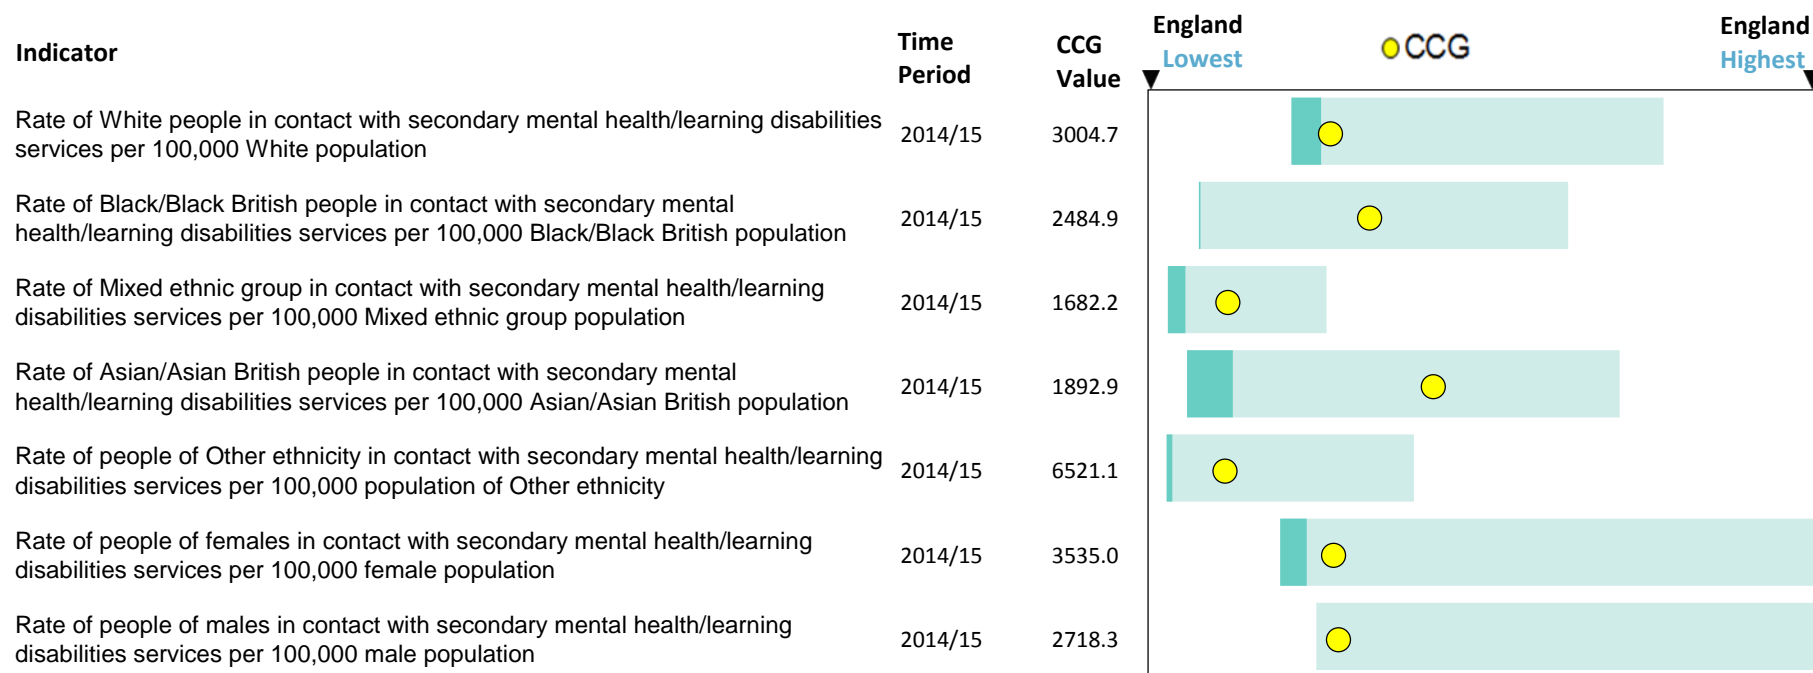 Indicator
Time Period
CCG Value
England Lowest
CCG
England Highest
Rate of White people in contact with secondary mental health/learning disabilities
services per 100,000 White population
2014/15
3004.7
Rate of Black/Black British people in contact with secondary mental
health/learning disabilities services per 100,000 Black/Black British population
2014/15
2484.9
Rate of Mixed ethnic group in contact with secondary mental health/learning
disabilities services per 100,000 Mixed ethnic group population
2014/15
1682.2
Rate of Asian/Asian British people in contact with secondary mental
health/learning disabilities services per 100,000 Asian/Asian British population
2014/15
1892.9
Rate of people of Other ethnicity in contact with secondary mental health/learning
disabilities services per 100,000 population of Other ethnicity
2014/15
6521.1
Rate of people of females in contact with secondary mental health/learning
disabilities services per 100,000 female population
2014/15
3535.0
Rate of people of males in contact with secondary mental health/learning
disabilities services per 100,000 male population
2014/15
2718.3